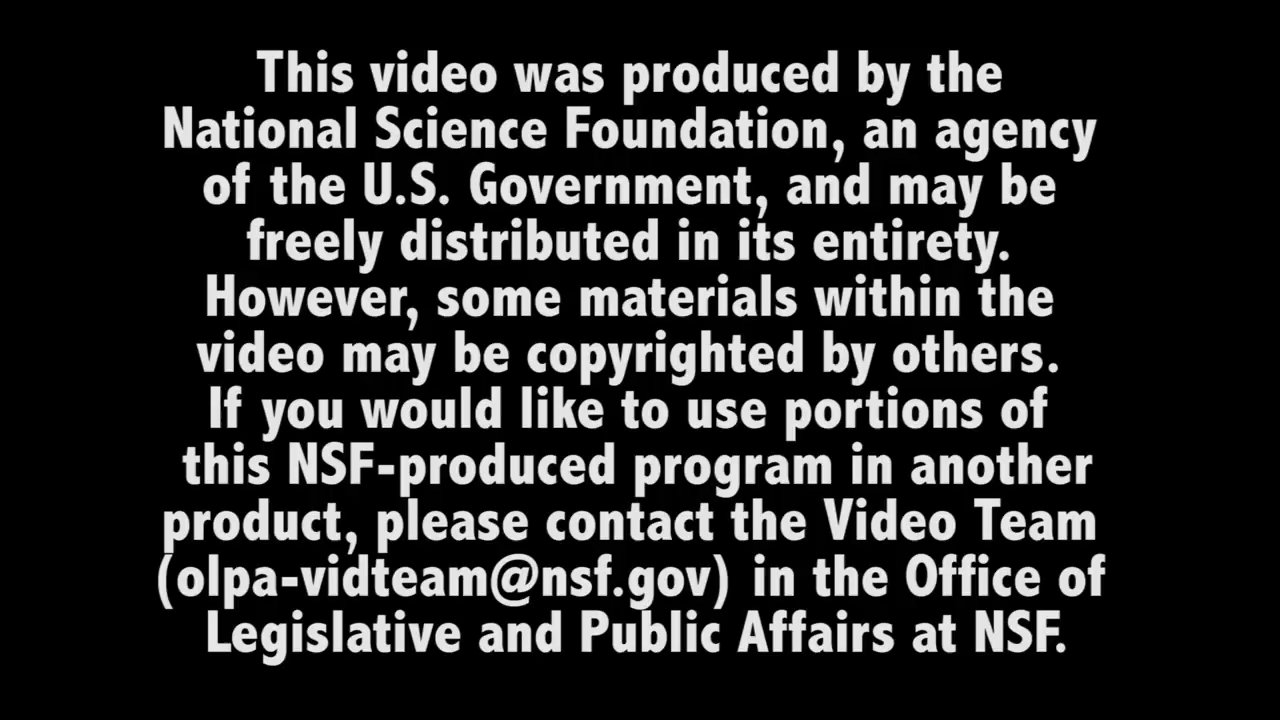 This video was produced by the
National Science Foundation, an agency
of the U.S. Government, and may be
freely distributed in its entirety.
However, some materials within the
video may be copyrighted by others.
If you would like to use portions of
this NSF-produced program in another
product, please contact the Video Team
(olpa-vidteam@nsf.gov) in the Office of
Legislative and Public Affairs at NSF.